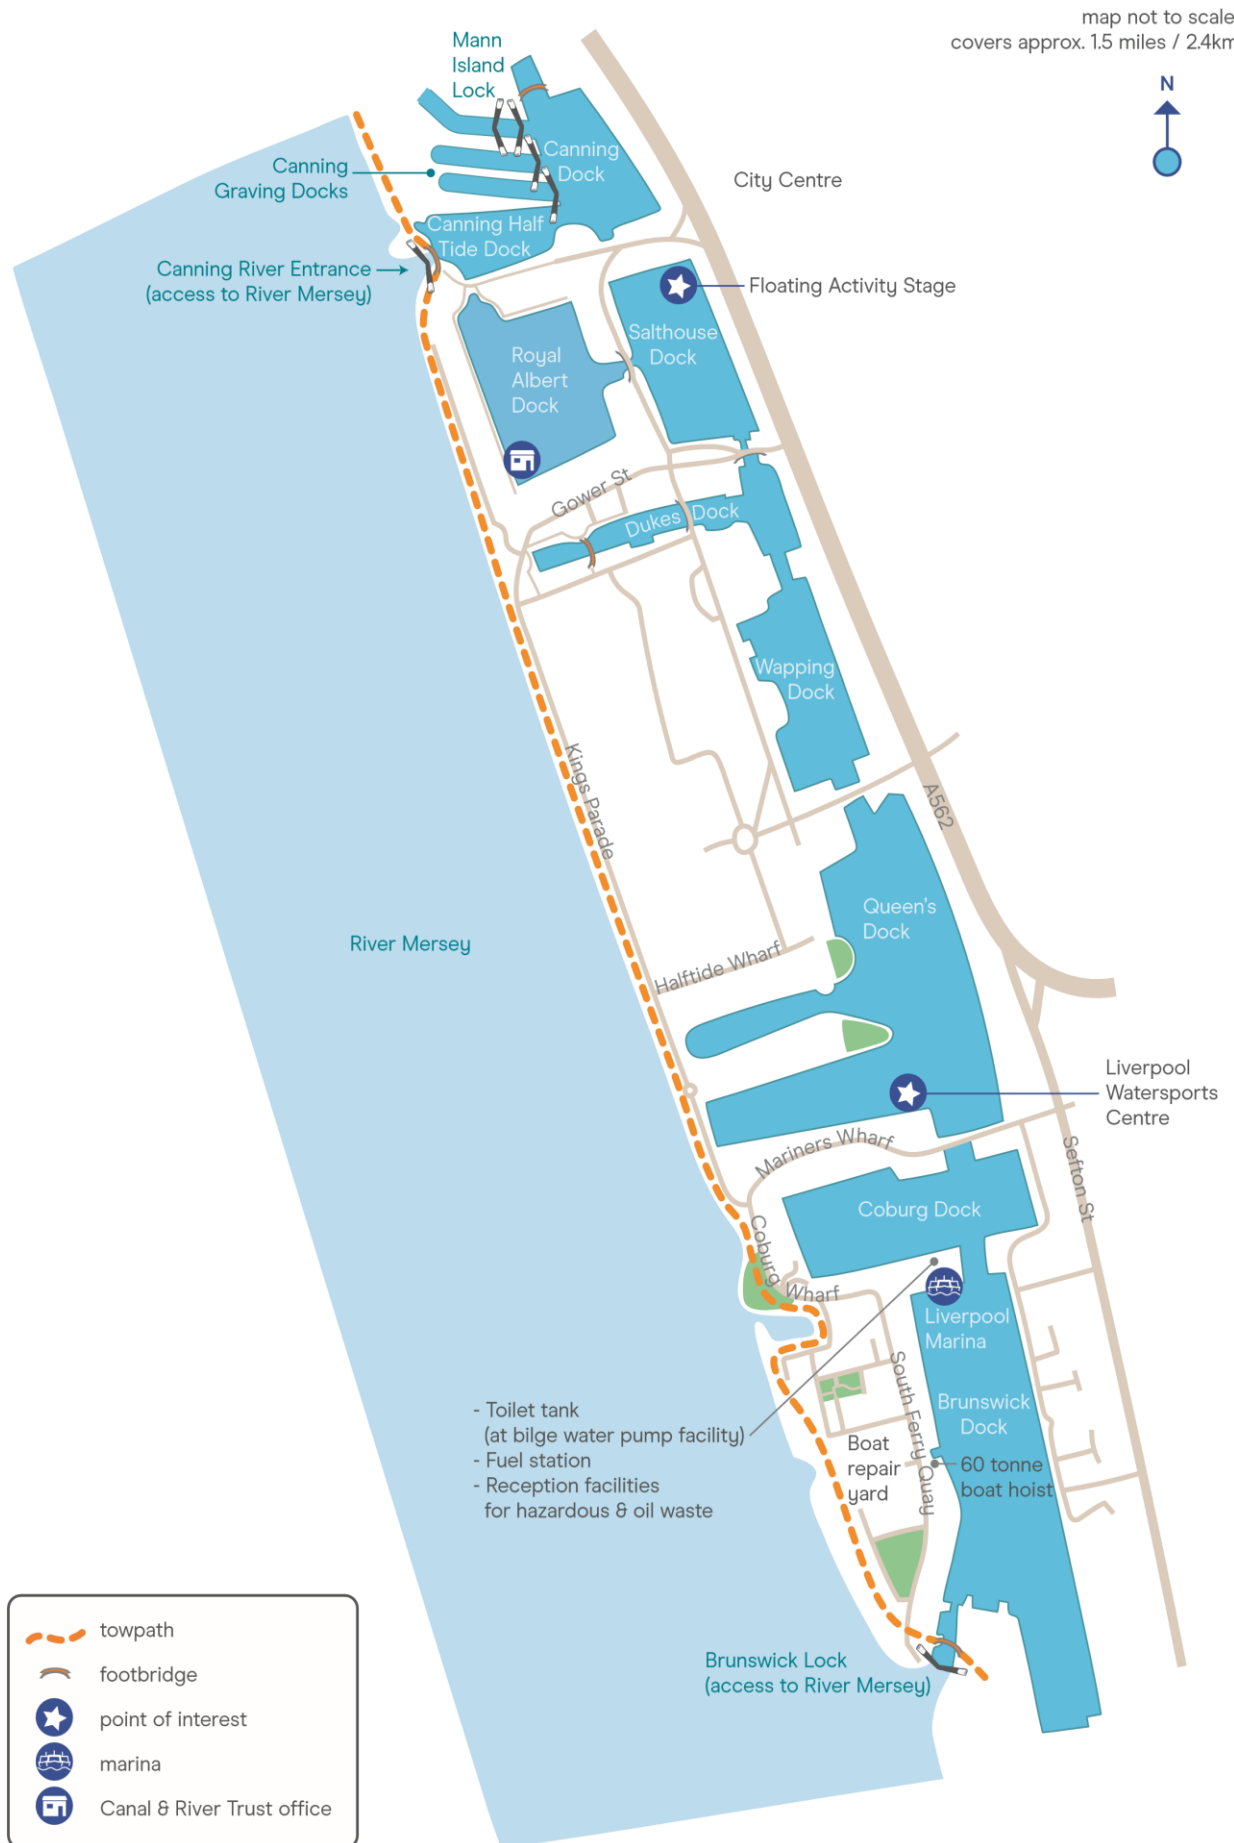 map not to scale
covers approx. 1.5 miles / 2.4km
N
Mann
Island
Lock
Canning
Dock
Canning
Graving Docks
City Centre
Canning Half
Tide Dock
Canning River Entrance
(access to River Mersey)
Floating Activity Stage
Salthouse
Dock
Royal
Albert
Dock
Gower St
Dukes Dock
Wapping
Dock
Kings Parade
A562
Queen's
Dock
River Mersey
Halftide Wharf
Liverpool
Watersports
Centre
Mariners Wharf
Sefton St
Coburg Dock
Coburg Wharf
Liverpool
Marina
South Ferry Quay
Brunswick
Dock
- Toilet tank
(at bilge water pump facility)
- Fuel station
- Reception facilities
for hazardous & oil waste
Boat
repair
yard
60 tonne
boat hoist
Brunswick Lock
(access to River Mersey)
towpath
footbridge
point of interest
marina
Canal & River Trust office